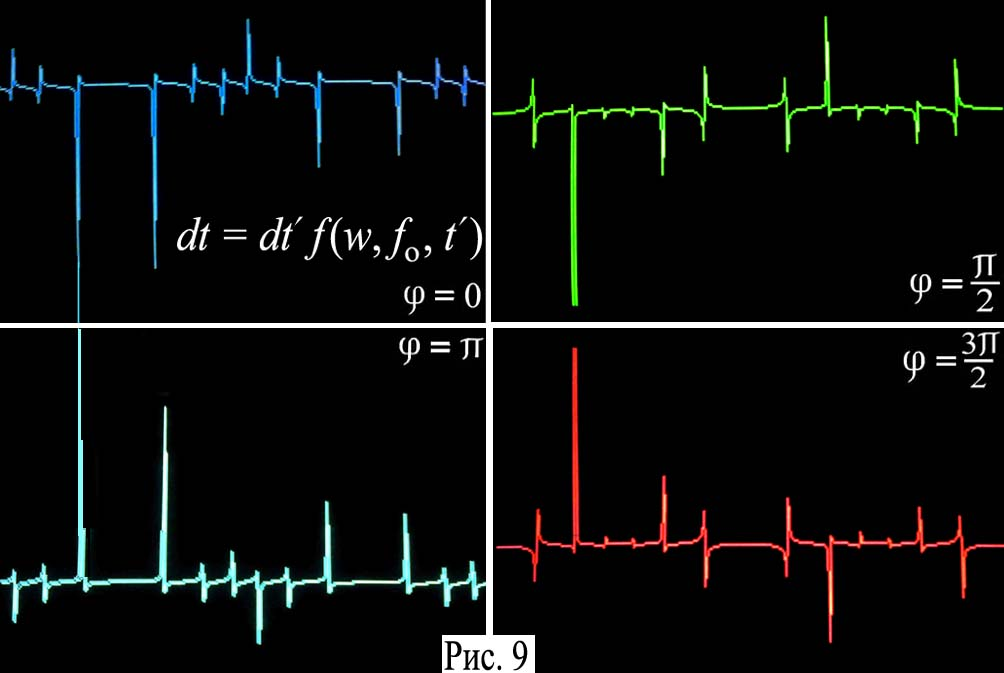 dt = dt′ f(w, fₒ, t′)
φ = 0
φ = π/2
φ = π
φ = 3π/2
Рис. 9